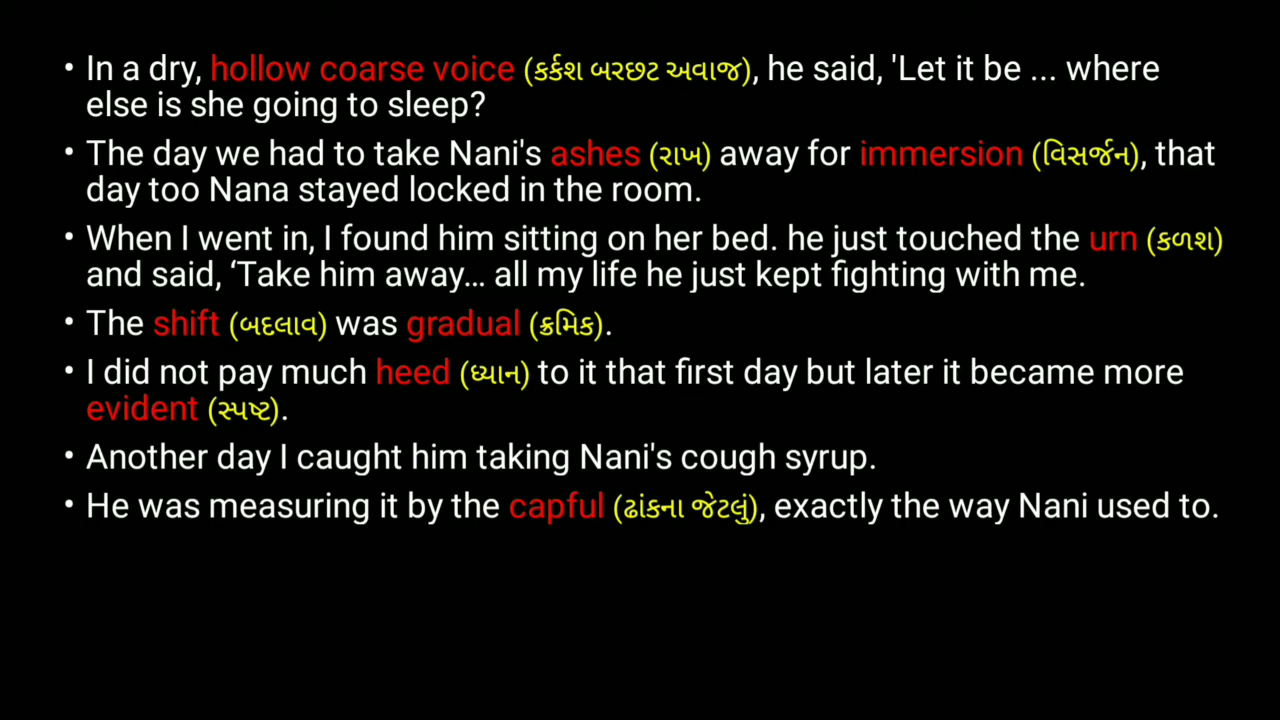 • In a dry, hollow coarse voice (કર્કશ બરછટ અવાજ), he said, 'Let it be ... where
else is she going to sleep?
• The day we had to take Nani's ashes (રાખ) away for immersion (વિસર્જન), that
day too Nana stayed locked in the room.
• When I went in, I found him sitting on her bed. he just touched the urn (કળશ)
and said, ‘Take him away... all my life he just kept fighting with me.
• The shift (બદલાવ) was gradual (ક્રમિક).
• I did not pay much heed (ધ્યાન) to it that first day but later it became more
evident (સ્પષ્ટ).
• Another day I caught him taking Nani's cough syrup.
• He was measuring it by the capful (ઢાંકના જેટલું), exactly the way Nani used to.